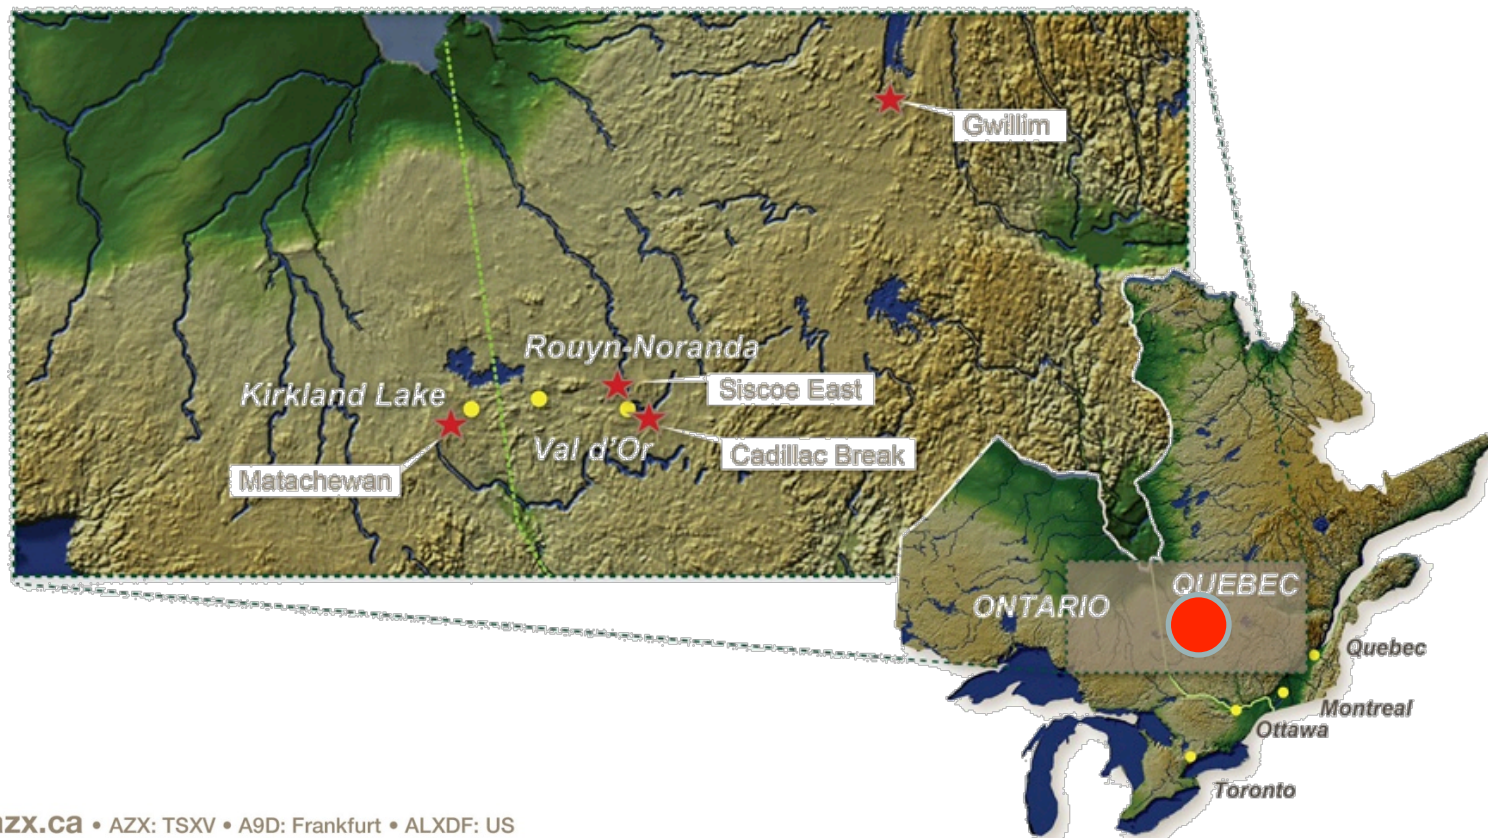 Gwillim
Rouyn-Noranda
Siscoe East
Kirkland Lake
Val d'Or
Cadillac Break
Matachewan
QUEBEC
ONTARIO
Quebec
Montreal
Ottawa
Toronto
zx.ca • AZX: TSXV • A9D: Frankfurt • ALXDF: US